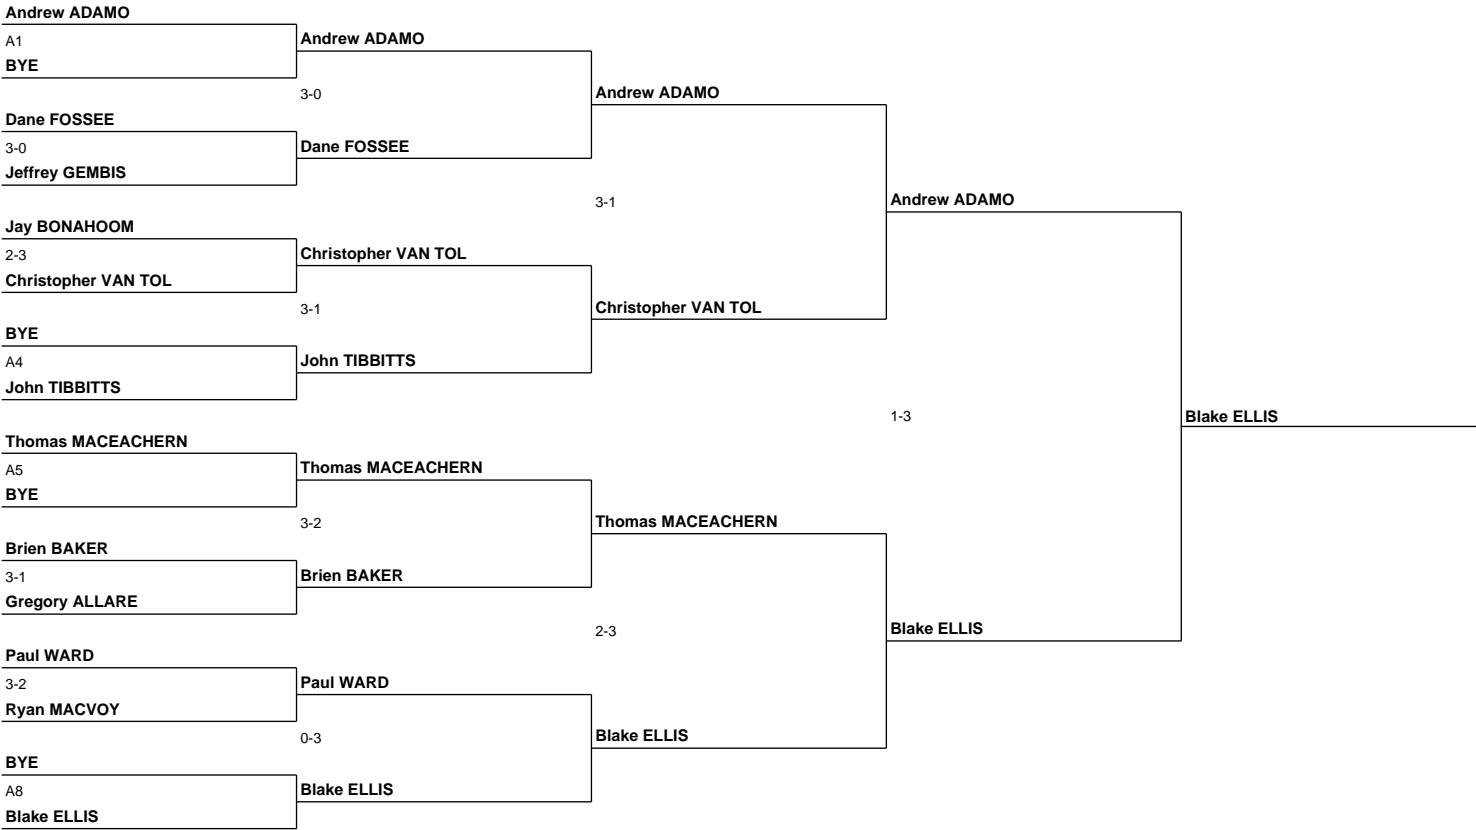 Andrew ADAMO
A1
BYE
Andrew ADAMO
3-0
Dane FOSSEE
3-0
Jeffrey GEMBIS
Dane FOSSEE
Andrew ADAMO
3-1
Jay BONAHOOM
2-3
Christopher VAN TOL
Christopher VAN TOL
3-1
BYE
A4
John TIBBITTS
John TIBBITTS
Christopher VAN TOL
Andrew ADAMO
1-3
Thomas MACEACHERN
A5
BYE
Thomas MACEACHERN
3-2
Brien BAKER
3-1
Gregory ALLARE
Brien BAKER
Thomas MACEACHERN
2-3
Paul WARD
3-2
Ryan MACVOY
Paul WARD
0-3
BYE
A8
Blake ELLIS
Blake ELLIS
Blake ELLIS
Blake ELLIS
Blake ELLIS